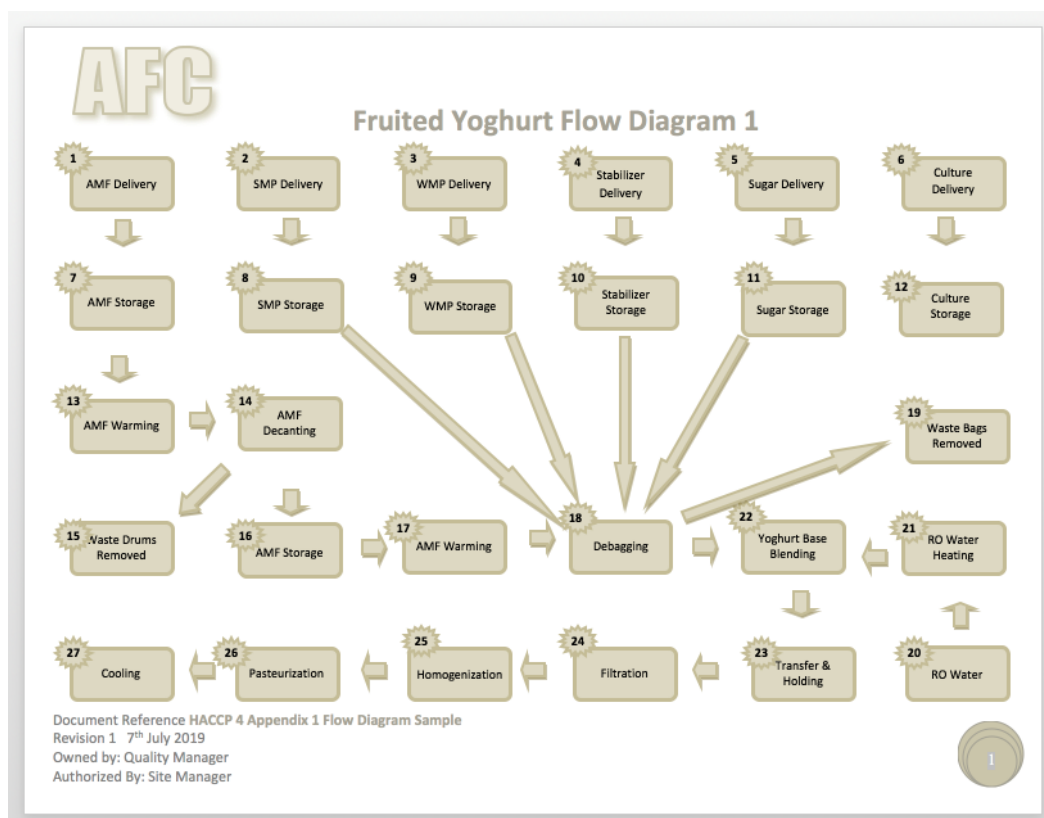 AFC
Fruited Yoghurt Flow Diagram 1
1
AMF Delivery
2
SMP Delivery
3
WMP Delivery
4
Stabilizer
Delivery
5
Sugar Delivery
6
Culture
Delivery
7
AMF Storage
8
SMP Storage
9
WMP Storage
10
Stabilizer
Storage
11
Sugar Storage
12
Culture
Storage
13
AMF Warming
14
AMF
Decanting
19
Waste Bags
Removed
15
Waste Drums
Removed
16
AMF Storage
17
AMF Warming
18
Debagging
22
Yoghurt Base
Blending
21
RO Water
Heating
27
Cooling
26
Pasteurization
25
Homogenization
24
Filtration
23
Transfer &
Holding
20
RO Water
Document Reference HACCP 4 Appendix 1 Flow Diagram Sample
Revision 1 7th July 2019
Owned by: Quality Manager
Authorized By: Site Manager
1